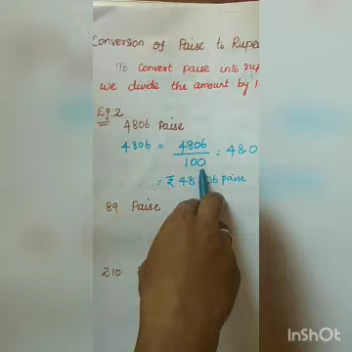 Conversion of Paise to Rupe
To convert paise into
we divide the amount by
Eg:2
4806 Paise
4806 = 4806/100 = 480
= ₹ 48 06 paise
89 Paise
210
InShOt